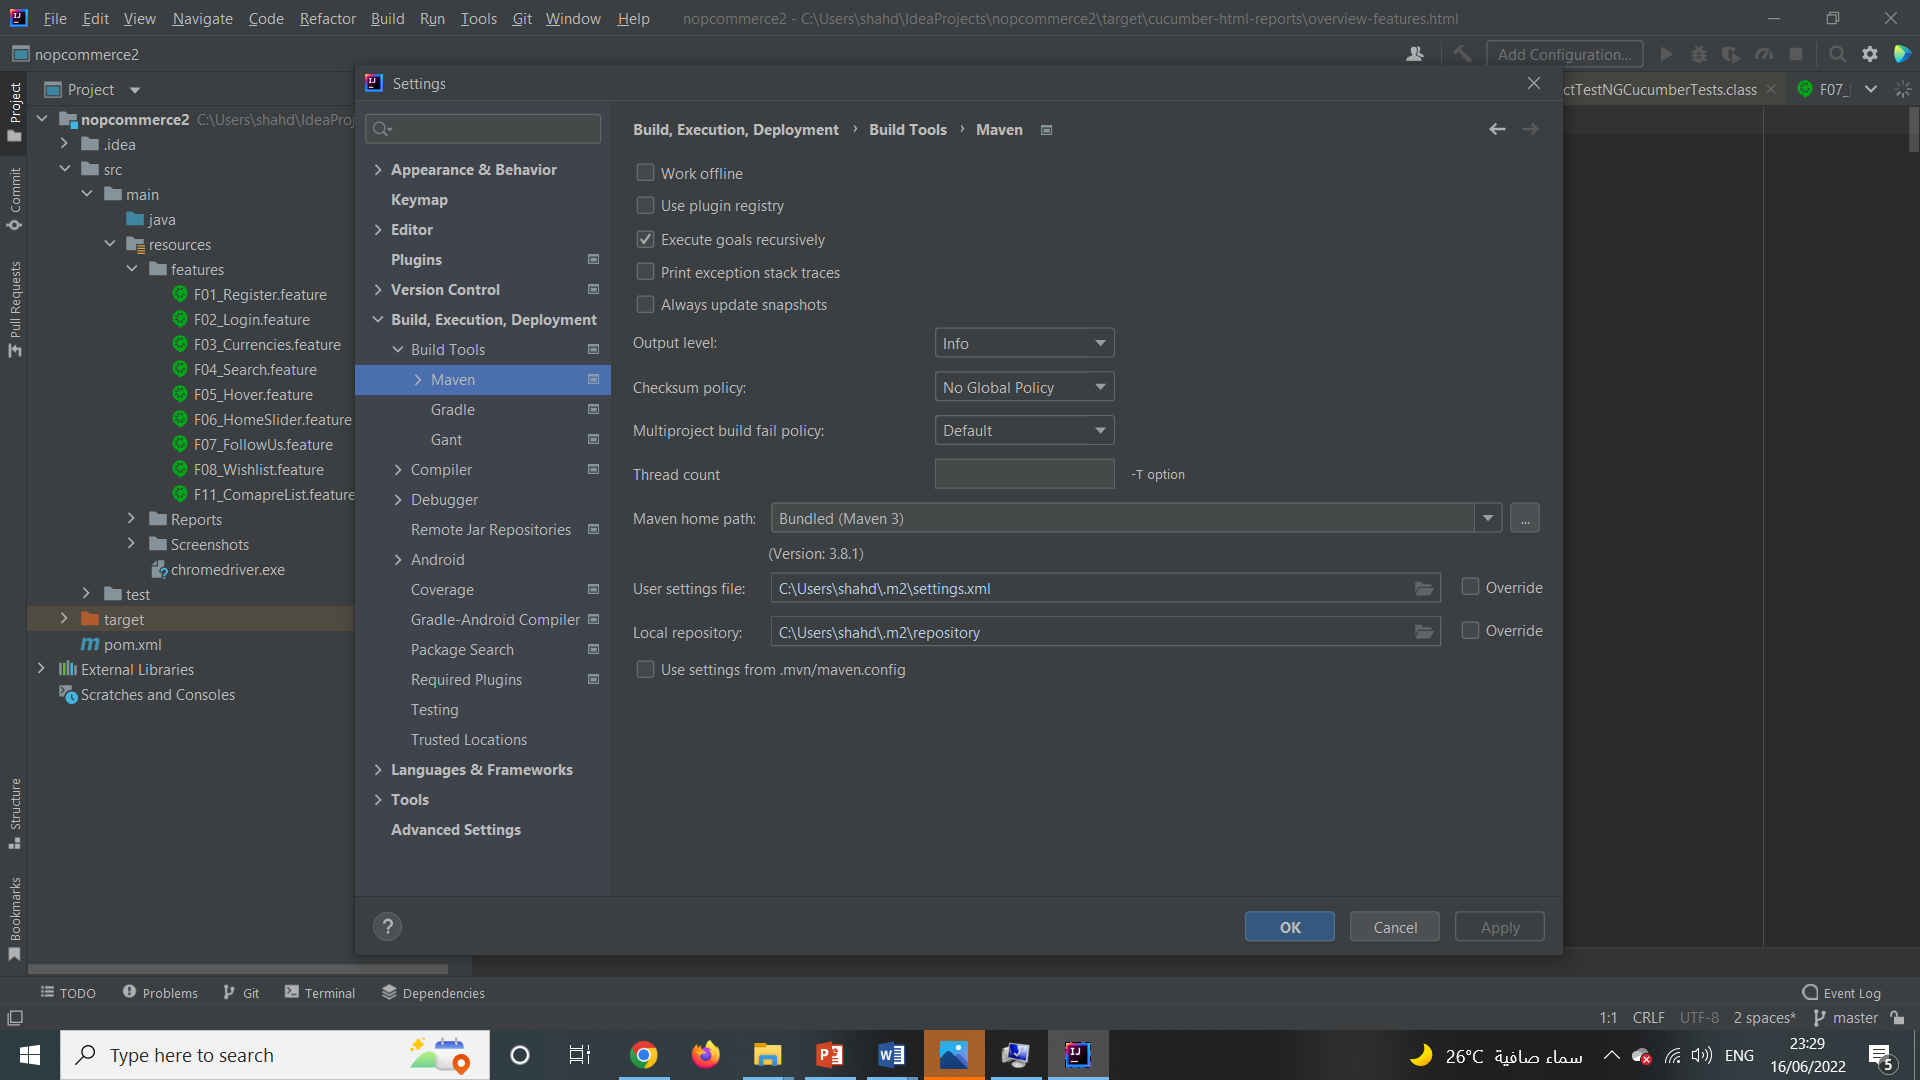 File Edit View Navigate Code Refactor Build Run Tools Git Window Help nopcommerce2 - C:\Users\shahd\IdeaProjects\nopcommerce2\target\cucumber-html-reports\overview-features.html
nopcommerce2
Add Configuration...
Project
Settings
ctTestNGCucumberTests.class
F07_
Project
Commit
Pull Requests
Structure
Bookmarks
nopcommerce2 C:\Users\shahd\IdeaProj
.idea
src
main
java
resources
features
F01_Register.feature
F02_Login.feature
F03_Currencies.feature
F04_Search.feature
F05_Hover.feature
F06_HomeSlider.feature
F07_FollowUs.feature
F08_Wishlist.feature
F11_ComapreList.feature
Reports
Screenshots
chromedriver.exe
test
target
pom.xml
External Libraries
Scratches and Consoles
Appearance & Behavior
Keymap
Editor
Plugins
Version Control
Build, Execution, Deployment
Build Tools
Maven
Gradle
Gant
Compiler
Debugger
Remote Jar Repositories
Android
Coverage
Gradle-Android Compiler
Package Search
Required Plugins
Testing
Trusted Locations
Languages & Frameworks
Tools
Advanced Settings
Build, Execution, Deployment › Build Tools › Maven
Work offline
Use plugin registry
Execute goals recursively
Print exception stack traces
Always update snapshots
Output level: Info
Checksum policy: No Global Policy
Multiproject build fail policy: Default
Thread count -T option
Maven home path: Bundled (Maven 3) ...
(Version: 3.8.1)
User settings file: C:\Users\shahd\.m2\settings.xml Override
Local repository: C:\Users\shahd\.m2\repository Override
Use settings from .mvn/maven.config
? OK Cancel Apply
TODO Problems Git Terminal Dependencies Event Log
1:1 CRLF UTF-8 2 spaces* master
Type here to search
26°C سماء صافية
ENG
23:29
16/06/2022
5